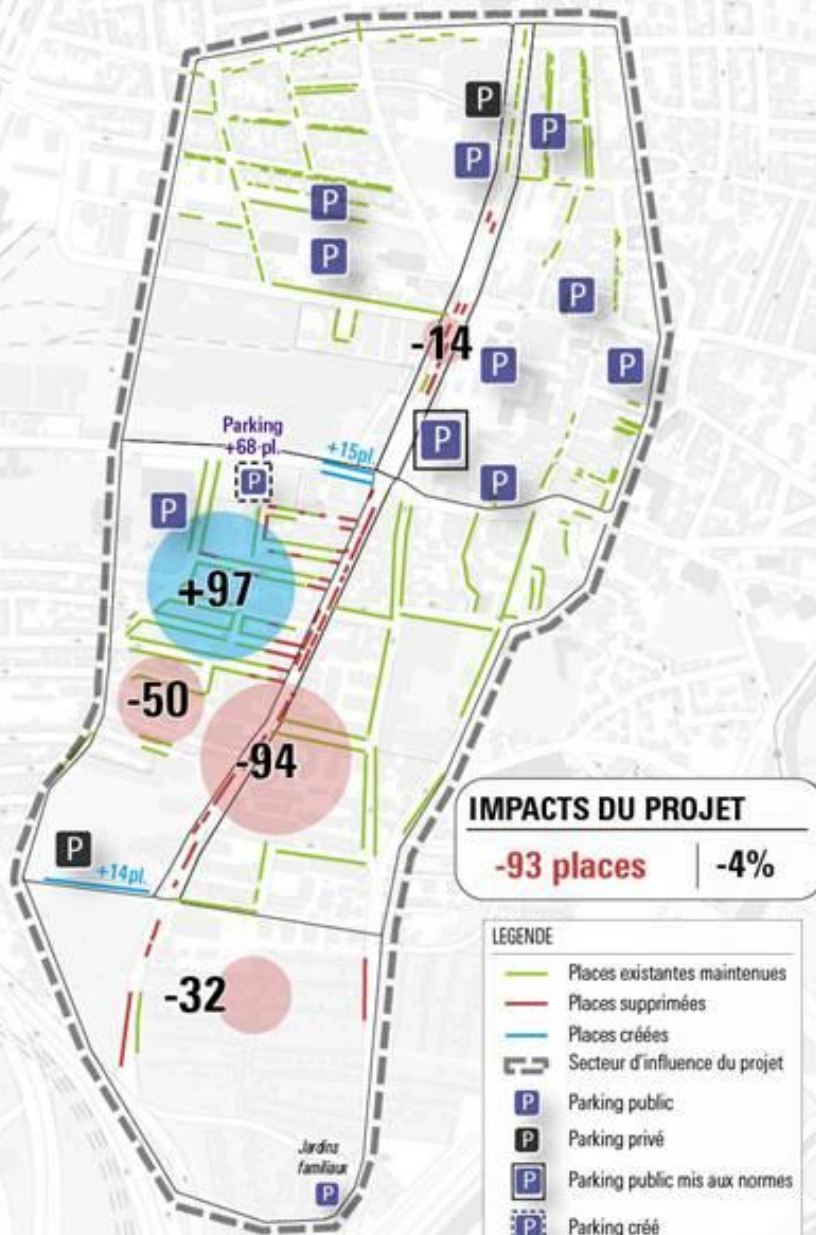 P
P
P
P
P
P
-14
P
P
Parking
+68 pl.
+15pl.
P
P
P
P
+97
-50
-94
IMPACTS DU PROJET
-93 places
-4%
P
+14pl.
-32
LEGENDE
Places existantes maintenues
Places supprimées
Places créées
Secteur d'influence du projet
P Parking public
P Parking privé
P Parking public mis aux normes
P Parking créé
Jardins
familiaux
P